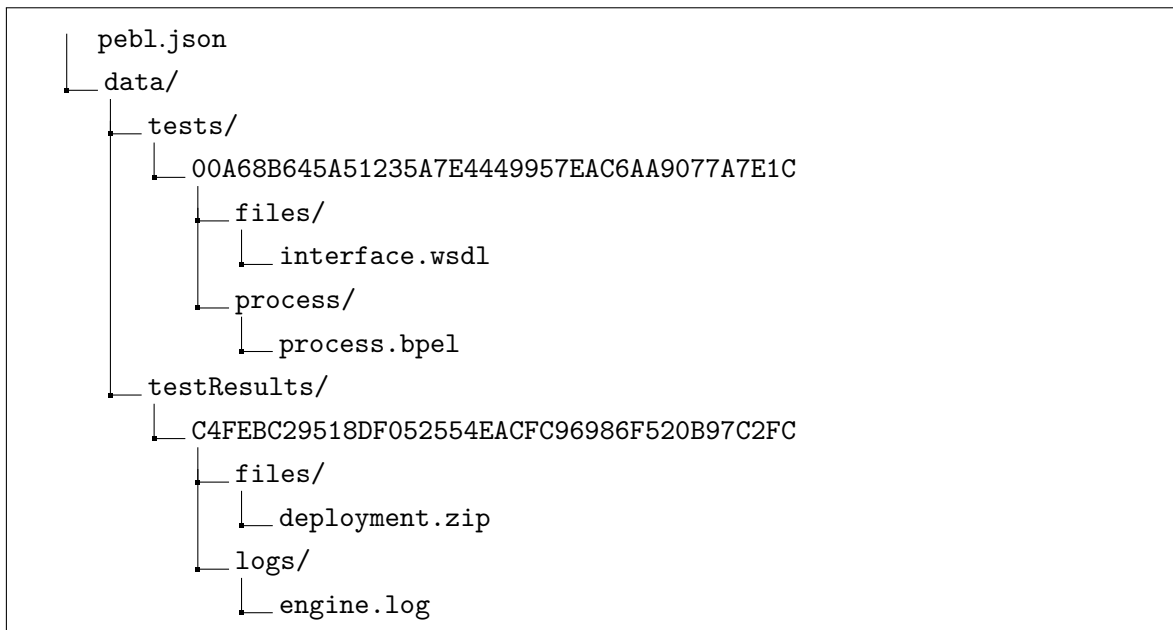 pebl.json
data/
tests/
00A68B645A51235A7E4449957EAC6AA9077A7E1C
files/
interface.wsdl
process/
process.bpel
testResults/
C4FEBC29518DF052554EACFC96986F520B97C2FC
files/
deployment.zip
logs/
engine.log